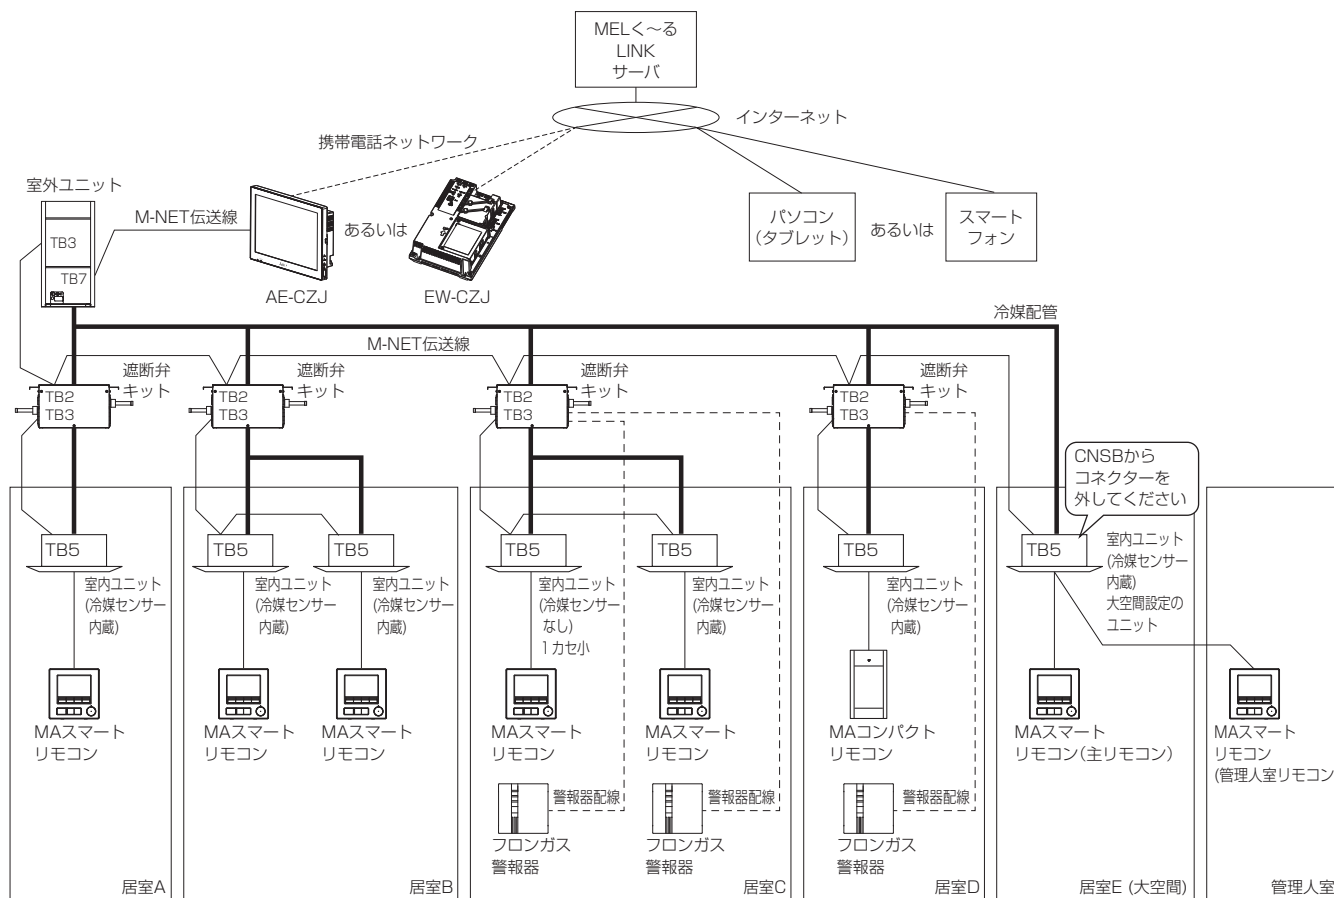 MELく～る
LINK
サーバ
インターネット
携帯電話ネットワーク
室外ユニット
M-NET伝送線
TB3
TB7
あるいは
AE-CZJ
EW-CZJ
パソコン
（タブレット）
あるいは
スマート
フォン
冷媒配管
M-NET伝送線
遮断弁
キット
TB2
TB3
遮断弁
キット
TB2
TB3
遮断弁
キット
TB2
TB3
遮断弁
キット
TB2
TB3
CNSBから
コネクターを
外してください
TB5
室内ユニット
(冷媒センサー
内蔵)
TB5
室内ユニット
(冷媒センサー
内蔵)
TB5
室内ユニット
(冷媒センサー
内蔵)
TB5
室内ユニット
(冷媒センサー
なし)
1カセ小
TB5
室内ユニット
(冷媒センサー
内蔵)
TB5
室内ユニット
(冷媒センサー
内蔵)
TB5
室内ユニット
(冷媒センサー
内蔵)
大空間設定の
ユニット
MAスマート
リモコン
MAスマート
リモコン
MAスマート
リモコン
MAスマート
リモコン
MAスマート
リモコン
MAコンパクト
リモコン
MAスマート
リモコン（主リモコン）
MAスマート
リモコン
(管理人室リモコン
警報器配線
フロンガス
警報器
警報器配線
フロンガス
警報器
警報器配線
フロンガス
警報器
居室A
居室B
居室C
居室D
居室E (大空間)
管理人室